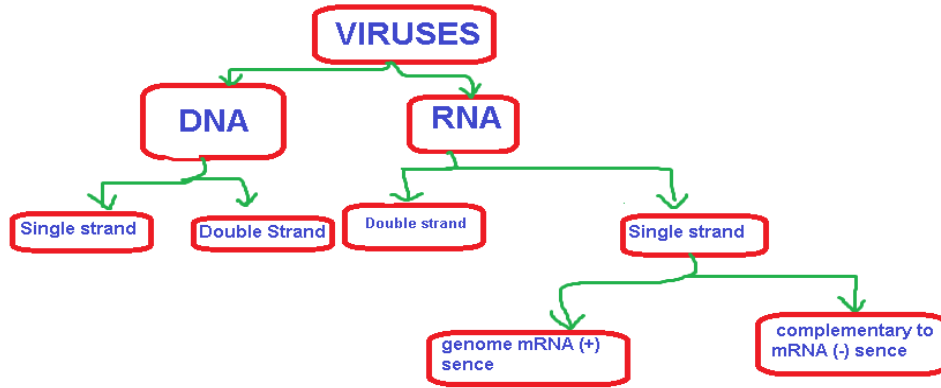 VIRUSES
DNA
RNA
Single strand
Double Strand
Double strand
Single strand
genome mRNA (+)
sence
complementary to
mRNA (-) sence